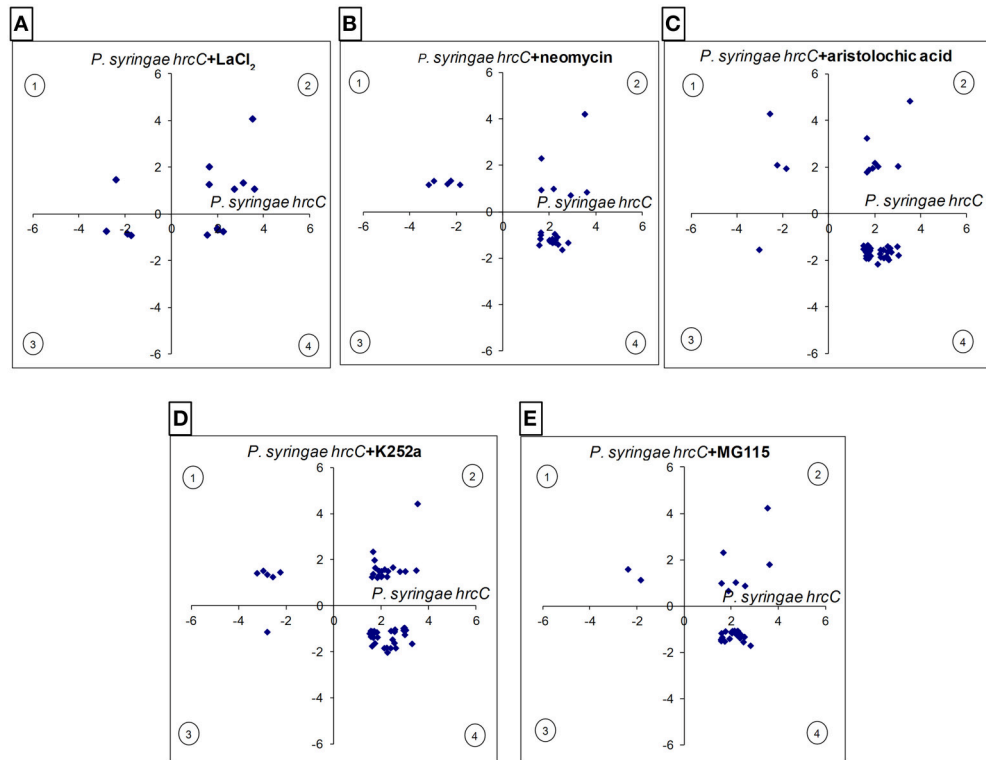 A
P. syringae hrcC+LaCl2
1
2
6
4
2
P. syringae hrcC
0
-6 -4 -2 0 2 4 6
-2
-4
-6
3
4
B
P. syringae hrcC+neomycin
1
2
6
4
2
P. syringae hrcC
0
-6 -4 -2 0 2 4 6
-2
-4
-6
3
4
C
P. syringae hrcC+aristolochic acid
1
2
6
4
2
P. syringae hrcC
0
-6 -4 -2 0 2 4 6
-2
-4
-6
3
4
D
P. syringae hrcC+K252a
1
2
6
4
2
P. syringae hrcC
0
-6 -4 -2 0 2 4 6
-2
-4
-6
3
4
E
P. syringae hrcC+MG115
1
2
6
4
2
P. syringae hrcC
0
-6 -4 -2 0 2 4 6
-2
-4
-6
3
4